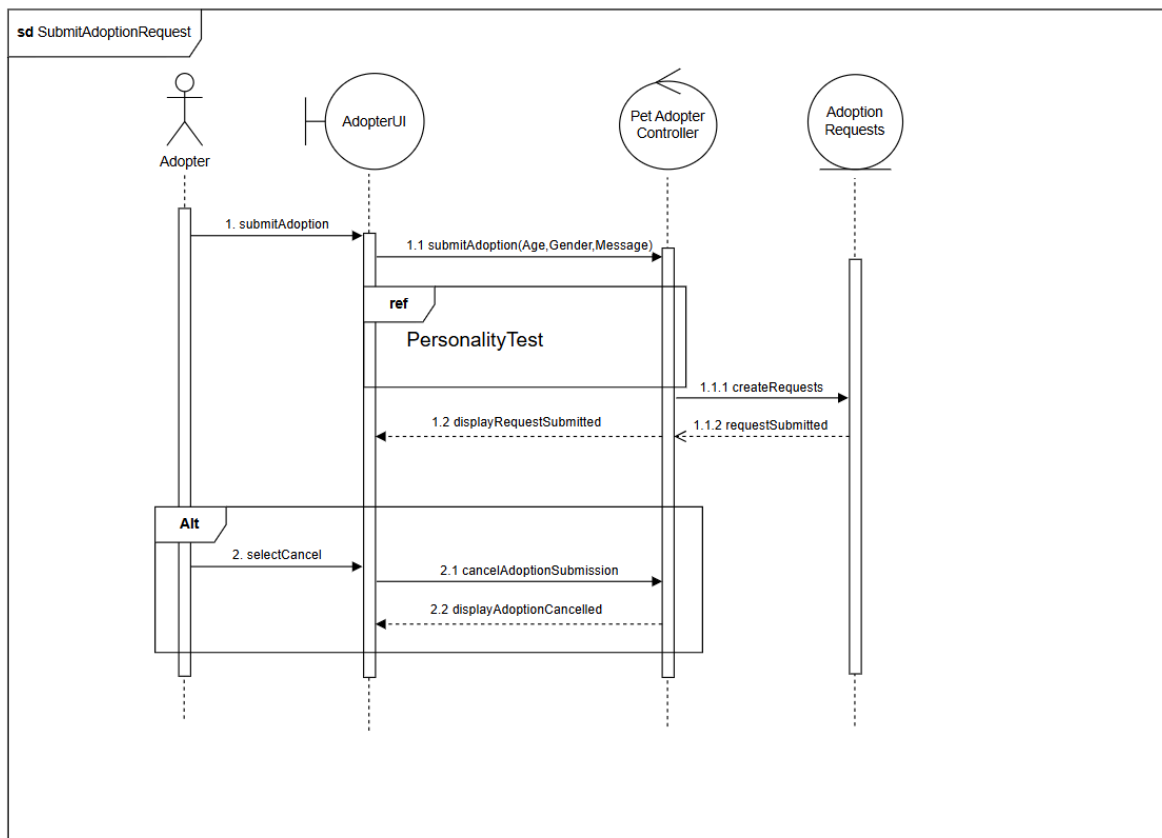 sd SubmitAdoptionRequest
Adopter
AdopterUI
Pet Adopter
Controller
Adoption
Requests
1. submitAdoption
1.1 submitAdoption(Age,Gender,Message)
ref
PersonalityTest
1.1.1 createRequests
1.2 displayRequestSubmitted
1.1.2 requestSubmitted
Alt
2. selectCancel
2.1 cancelAdoptionSubmission
2.2 displayAdoptionCancelled